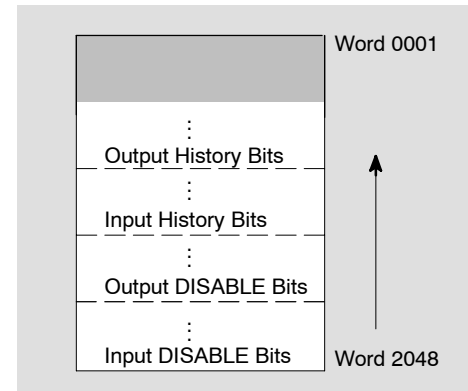 Word 0001
⋮
Output History Bits
⋮
Input History Bits
⋮
Output DISABLE Bits
⋮
Input DISABLE Bits
Word 2048